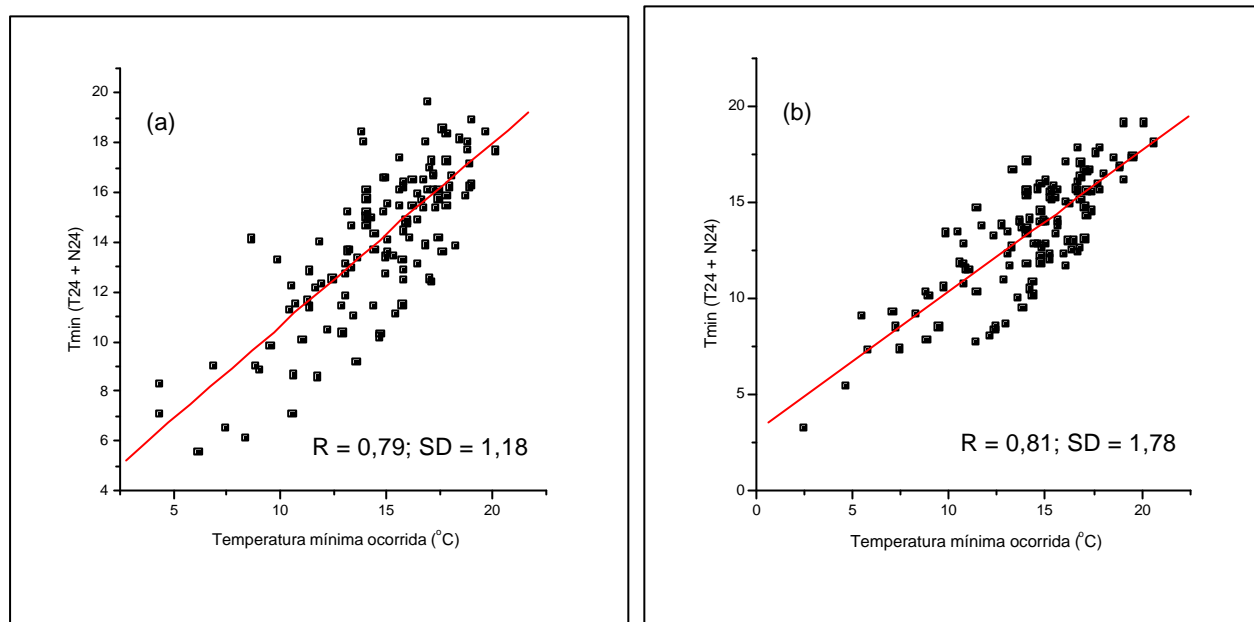 (a)
20
18
16
14
12
10
8
6
4
Tmin (T24 + N24)
R = 0,79; SD = 1,18
5 10 15 20
Temperatura mínima ocorrida (°C)
(b)
20
15
10
5
0
Tmin (T24 + N24)
R = 0,81; SD = 1,78
0 5 10 15 20
Temperatura mínima ocorrida (°C)